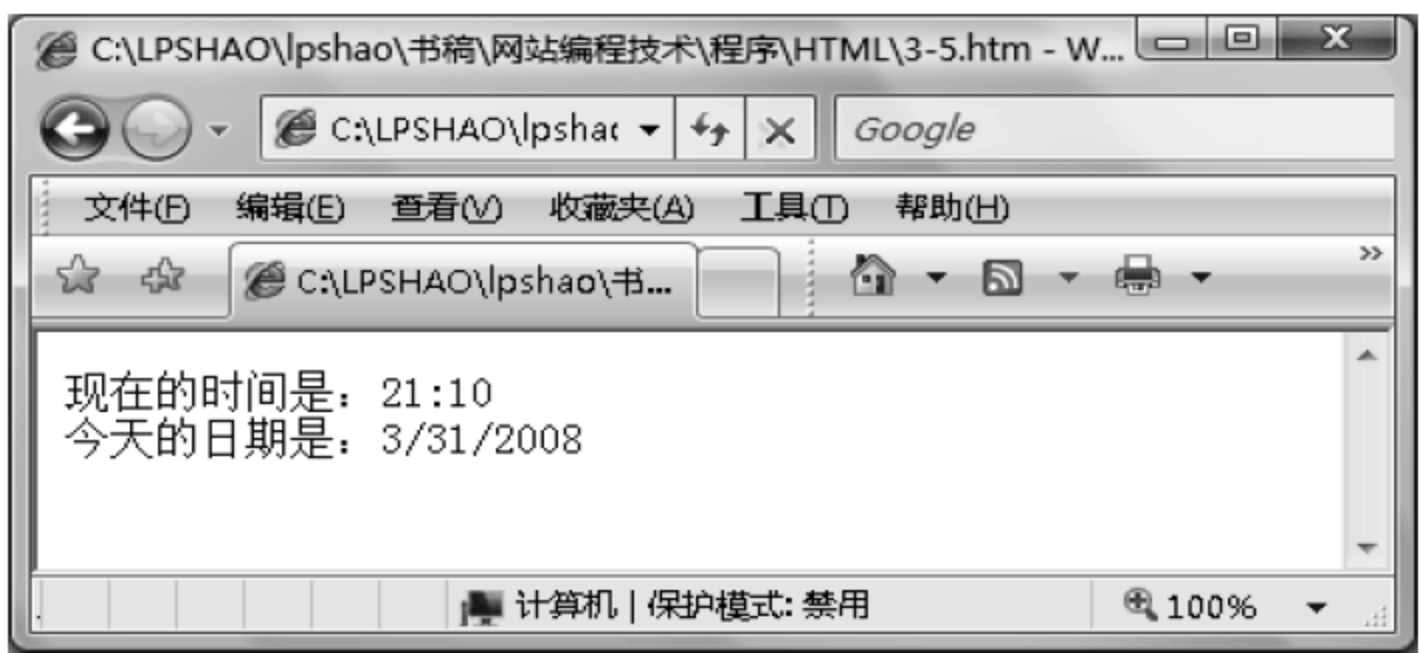 C:\LPSHAO\lpshao\书稿\网站编程技术\程序\HTML\3-5.htm - W...
C:\LPSHAO\lpshac Google
文件(F) 编辑(E) 查看(V) 收藏夹(A) 工具(T) 帮助(H)
C:\LPSHAO\lpshao\书... »
现在的时间是：21:10
今天的日期是：3/31/2008
计算机 | 保护模式: 禁用 100%